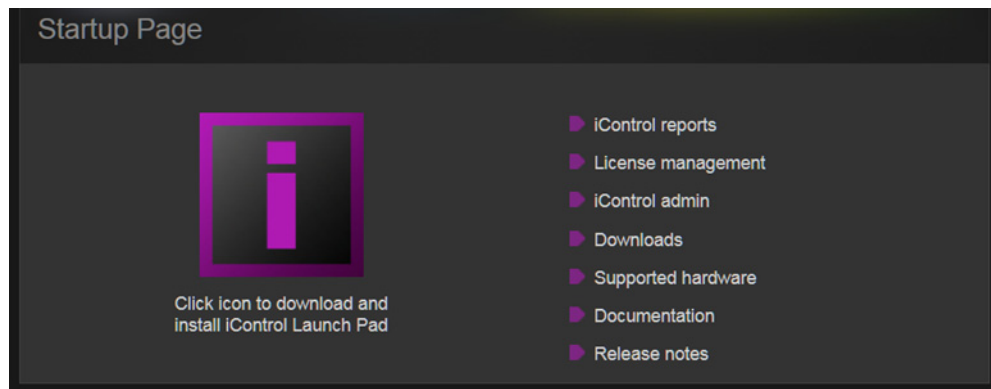 Startup Page
Click icon to download and
install iControl Launch Pad
iControl reports
License management
iControl admin
Downloads
Supported hardware
Documentation
Release notes